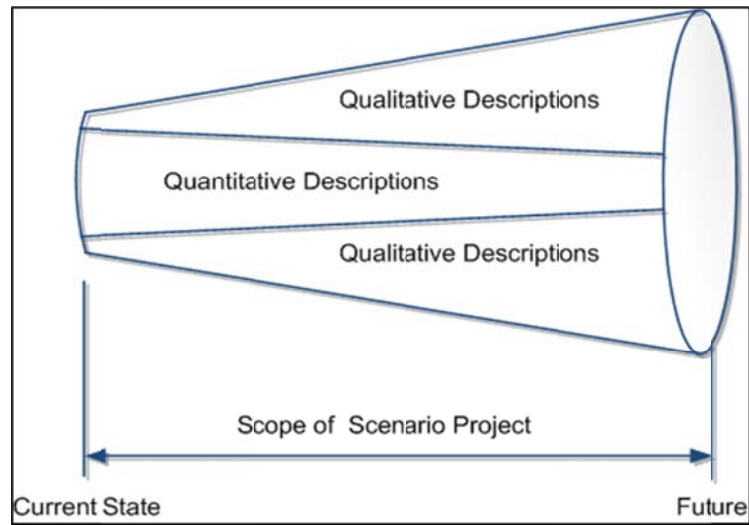 Qualitative Descriptions
Quantitative Descriptions
Qualitative Descriptions
Scope of Scenario Project
Current State
Future